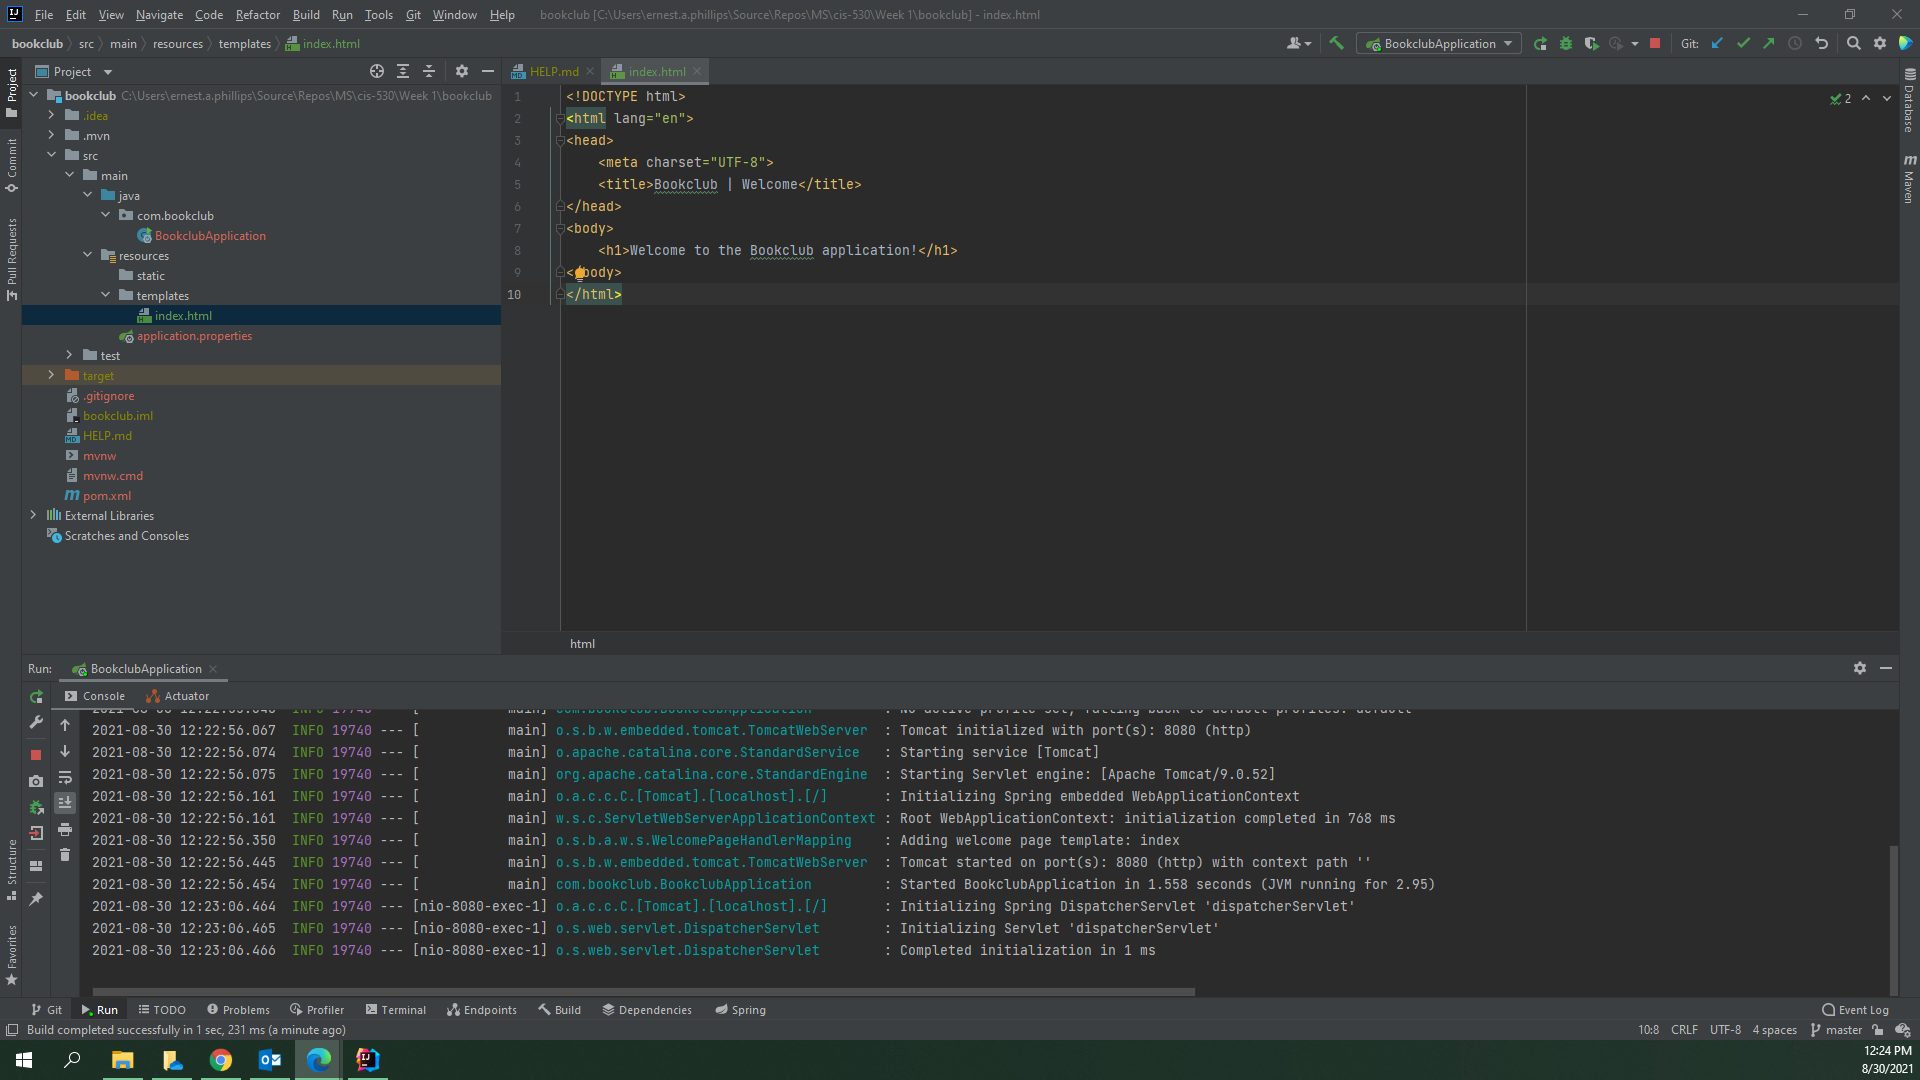 File Edit View Navigate Code Refactor Build Run Tools Git Window Help bookclub [C:\Users\ernest.a.phillips\Source\Repos\MS\cis-530\Week 1\bookclub] - index.html
bookclub src main resources templates index.html BookclubApplication Git:
Project
HELP.md index.html
bookclub C:\Users\ernest.a.phillips\Source\Repos\MS\cis-530\Week 1\bookclub
.idea
.mvn
src
main
java
com.bookclub
BookclubApplication
resources
static
templates
index.html
application.properties
test
target
.gitignore
bookclub.iml
HELP.md
mvnw
mvnw.cmd
pom.xml
External Libraries
Scratches and Consoles
Project
Commit
Pull Requests
Structure
Favorites
1 <!DOCTYPE html>
2 <html lang="en">
3 <head>
4 <meta charset="UTF-8">
5 <title>Bookclub | Welcome</title>
6 </head>
7 <body>
8 <h1>Welcome to the Bookclub application!</h1>
9 <body>
10 </html>
2
Database
Maven
html
Run: BookclubApplication
Console Actuator
2021-08-30 12:22:56.067 INFO 19740 --- [ main] o.s.b.w.embedded.tomcat.TomcatWebServer : Tomcat initialized with port(s): 8080 (http)
2021-08-30 12:22:56.074 INFO 19740 --- [ main] o.apache.catalina.core.StandardService : Starting service [Tomcat]
2021-08-30 12:22:56.075 INFO 19740 --- [ main] org.apache.catalina.core.StandardEngine : Starting Servlet engine: [Apache Tomcat/9.0.52]
2021-08-30 12:22:56.161 INFO 19740 --- [ main] o.a.c.c.C.[Tomcat].[localhost].[/] : Initializing Spring embedded WebApplicationContext
2021-08-30 12:22:56.161 INFO 19740 --- [ main] w.s.c.ServletWebServerApplicationContext : Root WebApplicationContext: initialization completed in 768 ms
2021-08-30 12:22:56.350 INFO 19740 --- [ main] o.s.b.a.w.s.WelcomePageHandlerMapping : Adding welcome page template: index
2021-08-30 12:22:56.445 INFO 19740 --- [ main] o.s.b.w.embedded.tomcat.TomcatWebServer : Tomcat started on port(s): 8080 (http) with context path ''
2021-08-30 12:22:56.454 INFO 19740 --- [ main] com.bookclub.BookclubApplication : Started BookclubApplication in 1.558 seconds (JVM running for 2.95)
2021-08-30 12:23:06.464 INFO 19740 --- [nio-8080-exec-1] o.a.c.c.C.[Tomcat].[localhost].[/] : Initializing Spring DispatcherServlet 'dispatcherServlet'
2021-08-30 12:23:06.465 INFO 19740 --- [nio-8080-exec-1] o.s.web.servlet.DispatcherServlet : Initializing Servlet 'dispatcherServlet'
2021-08-30 12:23:06.466 INFO 19740 --- [nio-8080-exec-1] o.s.web.servlet.DispatcherServlet : Completed initialization in 1 ms
Git Run TODO Problems Profiler Terminal Endpoints Build Dependencies Spring Event Log
Build completed successfully in 1 sec, 231 ms (a minute ago) 10:8 CRLF UTF-8 4 spaces master
12:24 PM
8/30/2021